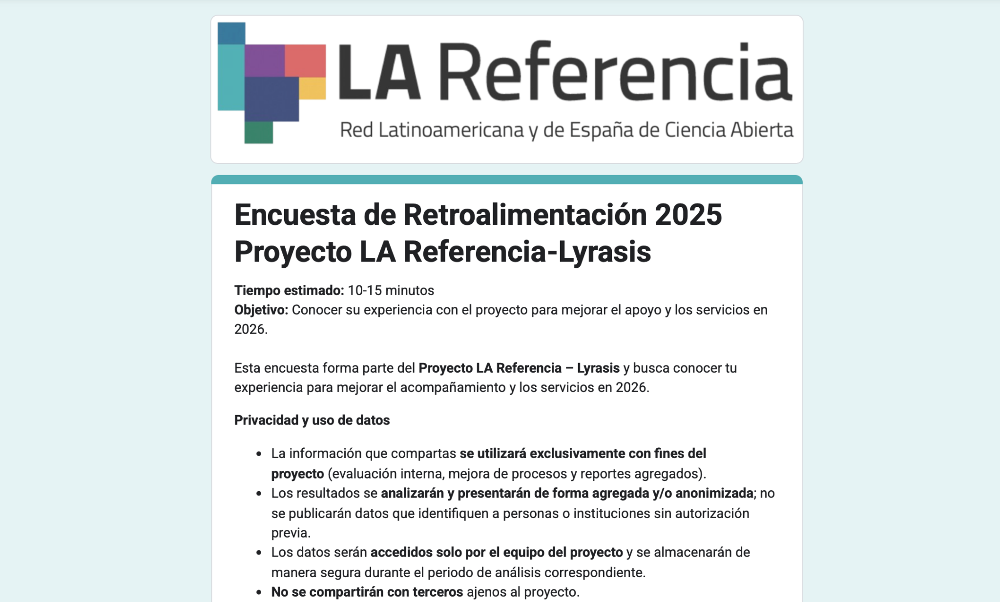 LA Referencia
Red Latinoamericana y de España de Ciencia Abierta
Encuesta de Retroalimentación 2025
Proyecto LA Referencia-Lyrasis
Tiempo estimado: 10-15 minutos
Objetivo: Conocer su experiencia con el proyecto para mejorar el apoyo y los servicios en
2026.
Esta encuesta forma parte del Proyecto LA Referencia – Lyrasis y busca conocer tu
experiencia para mejorar el acompañamiento y los servicios en 2026.
Privacidad y uso de datos
• La información que compartas se utilizará exclusivamente con fines del
proyecto (evaluación interna, mejora de procesos y reportes agregados).
• Los resultados se analizarán y presentarán de forma agregada y/o anonimizada; no
se publicarán datos que identifiquen a personas o instituciones sin autorización
previa.
• Los datos serán accedidos solo por el equipo del proyecto y se almacenarán de
manera segura durante el periodo de análisis correspondiente.
• No se compartirán con terceros ajenos al proyecto.